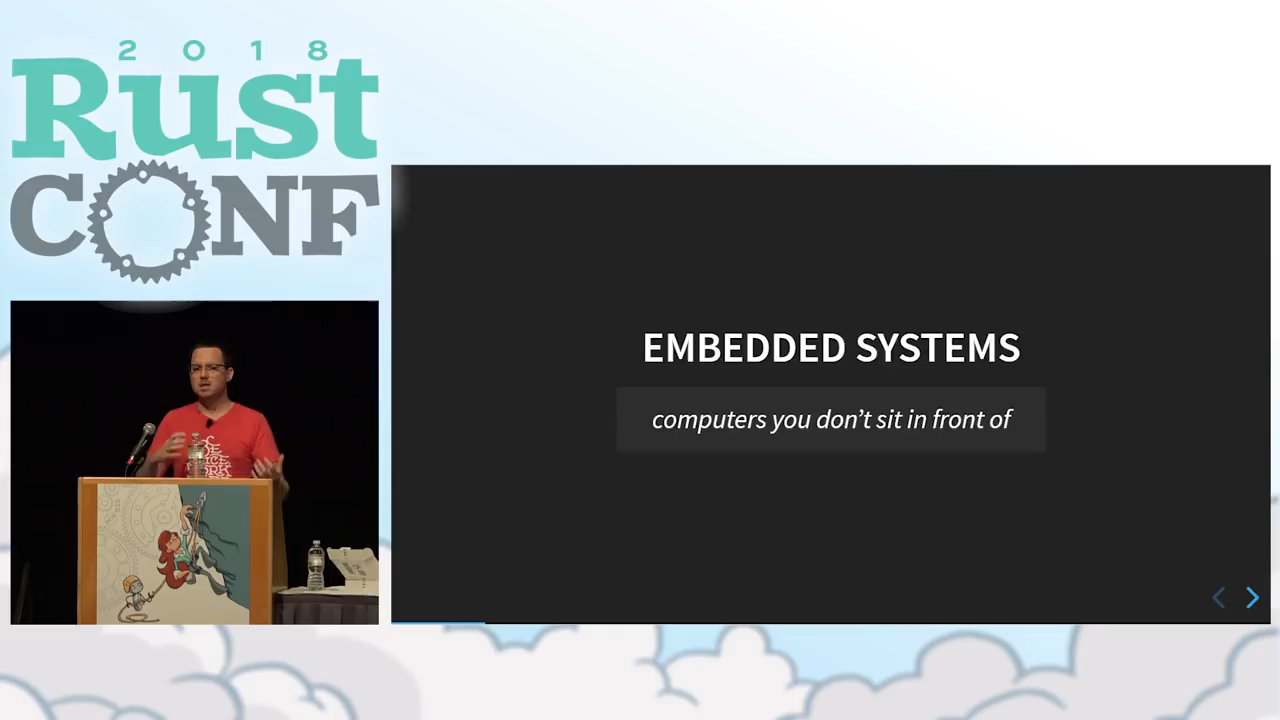 2018
Rust
CONF
EMBEDDED SYSTEMS
computers you don't sit in front of